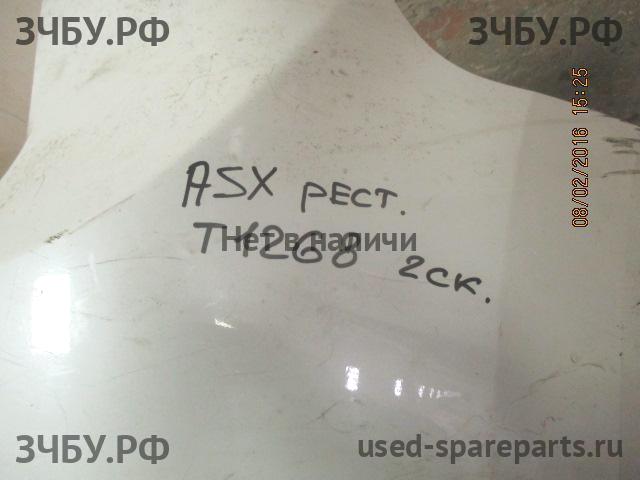 ЗЧБУ.РФ
ЗЧБУ.РФ
08/02/2016 15:25
ASX рест.
Нет в наличи
T4268 2ск.
ЗЧБУ.РФ
used-spareparts.ru